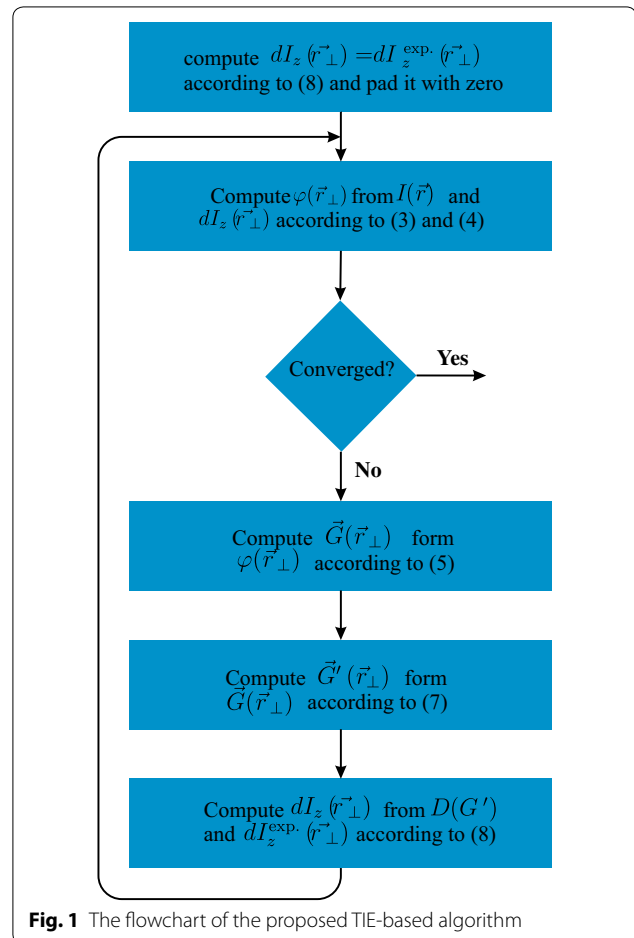 compute dI_z(r⃗_⊥) = dI_z^exp.(r⃗_⊥)
according to (8) and pad it with zero
Compute φ(r⃗_⊥) from I(r⃗) and
dI_z(r⃗_⊥) according to (3) and (4)
Converged?
Yes
No
Compute G⃗(r⃗_⊥) form
φ(r⃗_⊥) according to (5)
Compute G⃗′(r⃗_⊥) form
G⃗(r⃗_⊥) according to (7)
Compute dI_z(r⃗_⊥) from D(G′)
and dI_z^exp.(r⃗_⊥) according to (8)
Fig. 1 The flowchart of the proposed TIE-based algorithm